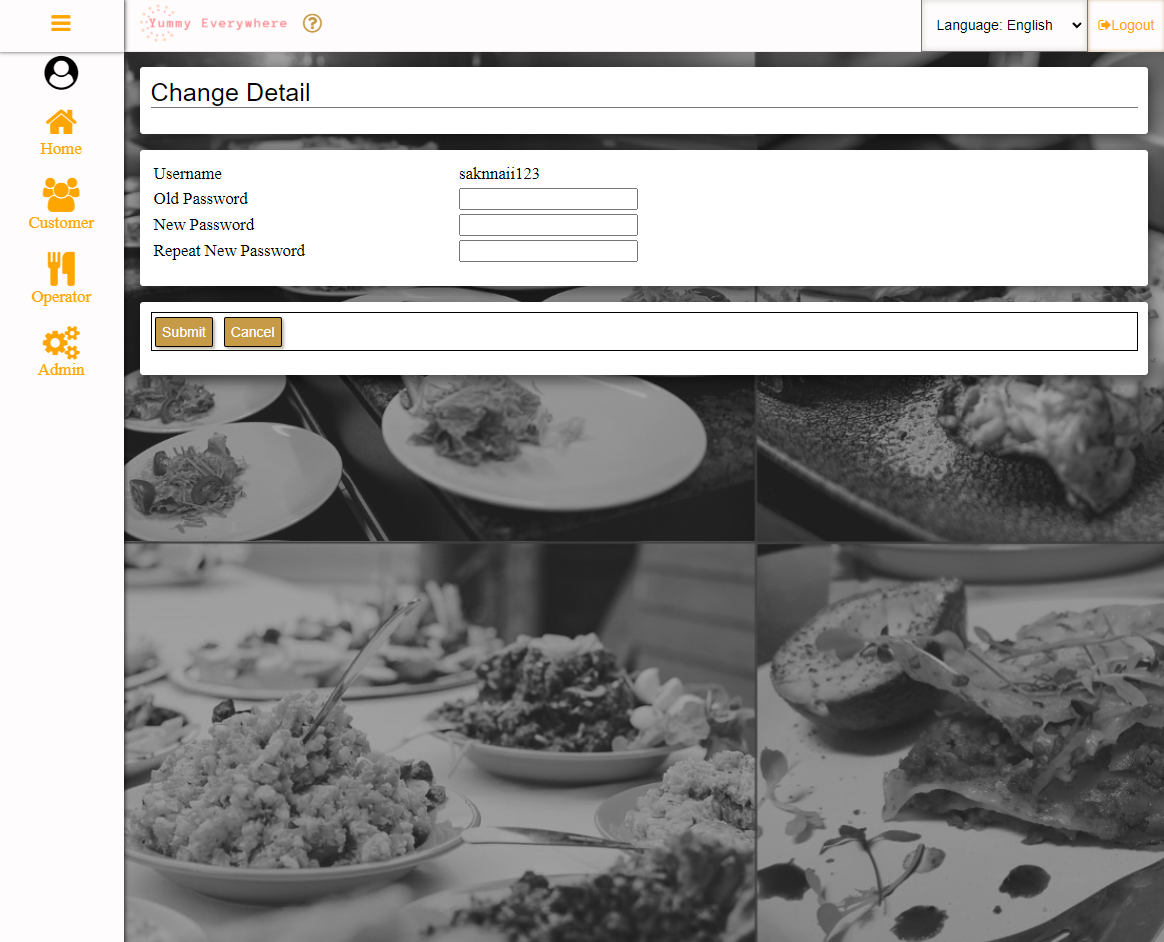 Yummy Everywhere ?
Language: English
Logout
Home
Customer
Operator
Admin
Change Detail
Username saknnaii123
Old Password
New Password
Repeat New Password
Submit Cancel